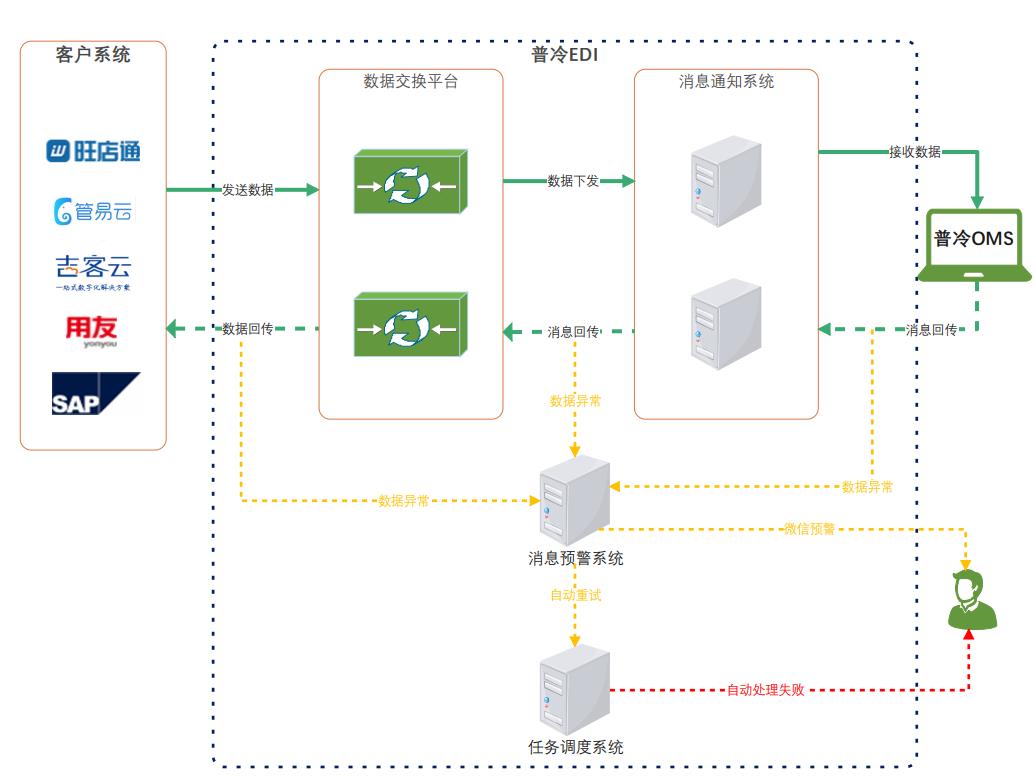 客户系统
普冷EDI
数据交换平台
消息通知系统
旺店通
管易云
吉客云
一站式数字化解决方案
用友
yonyou
SAP
发送数据
数据下发
接收数据
普冷OMS
数据回传
消息回传
消息回传
数据异常
数据异常
数据异常
消息预警系统
微信预警
自动重试
自动处理失败
任务调度系统